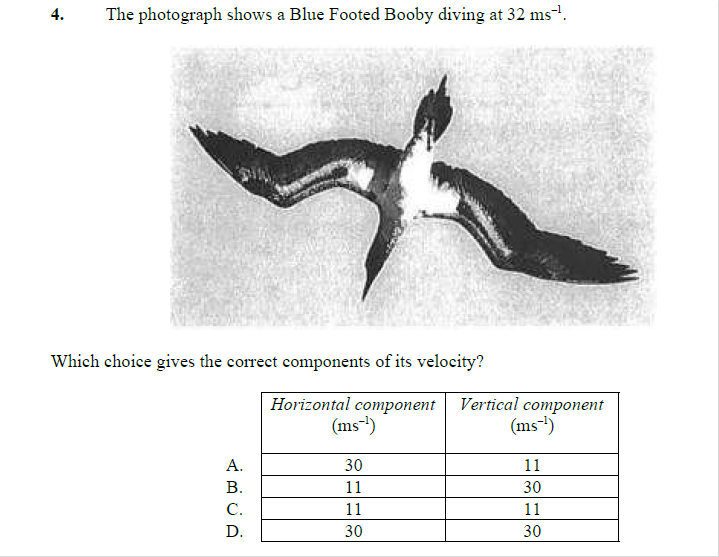 4. The photograph shows a Blue Footed Booby diving at 32 ms⁻¹.
Which choice gives the correct components of its velocity?
Horizontal component Vertical component
(ms⁻¹) (ms⁻¹)
A. 30 11
B. 11 30
C. 11 11
D. 30 30